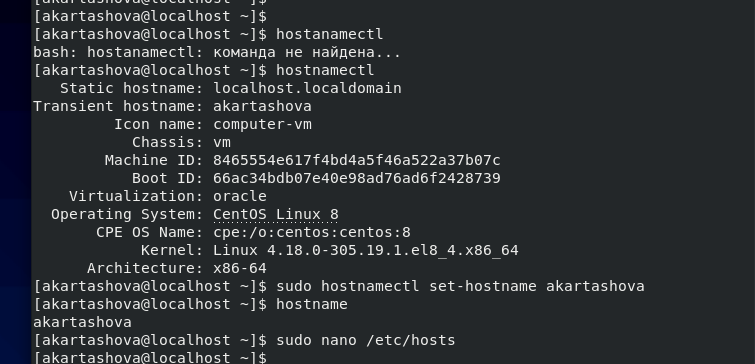 [akartashova@localhost ~]$
[akartashova@localhost ~]$
[akartashova@localhost ~]$ hostanamectl
bash: hostanamectl: команда не найдена...
[akartashova@localhost ~]$ hostnamectl
Static hostname: localhost.localdomain
Transient hostname: akartashova
Icon name: computer-vm
Chassis: vm
Machine ID: 8465554e617f4bd4a5f46a522a37b07c
Boot ID: 66ac34bdb07e40e98ad76ad6f2428739
Virtualization: oracle
Operating System: CentOS Linux 8
CPE OS Name: cpe:/o:centos:centos:8
Kernel: Linux 4.18.0-305.19.1.el8_4.x86_64
Architecture: x86-64
[akartashova@localhost ~]$ sudo hostnamectl set-hostname akartashova
[akartashova@localhost ~]$ hostname
akartashova
[akartashova@localhost ~]$ sudo nano /etc/hosts
[akartashova@localhost ~]$